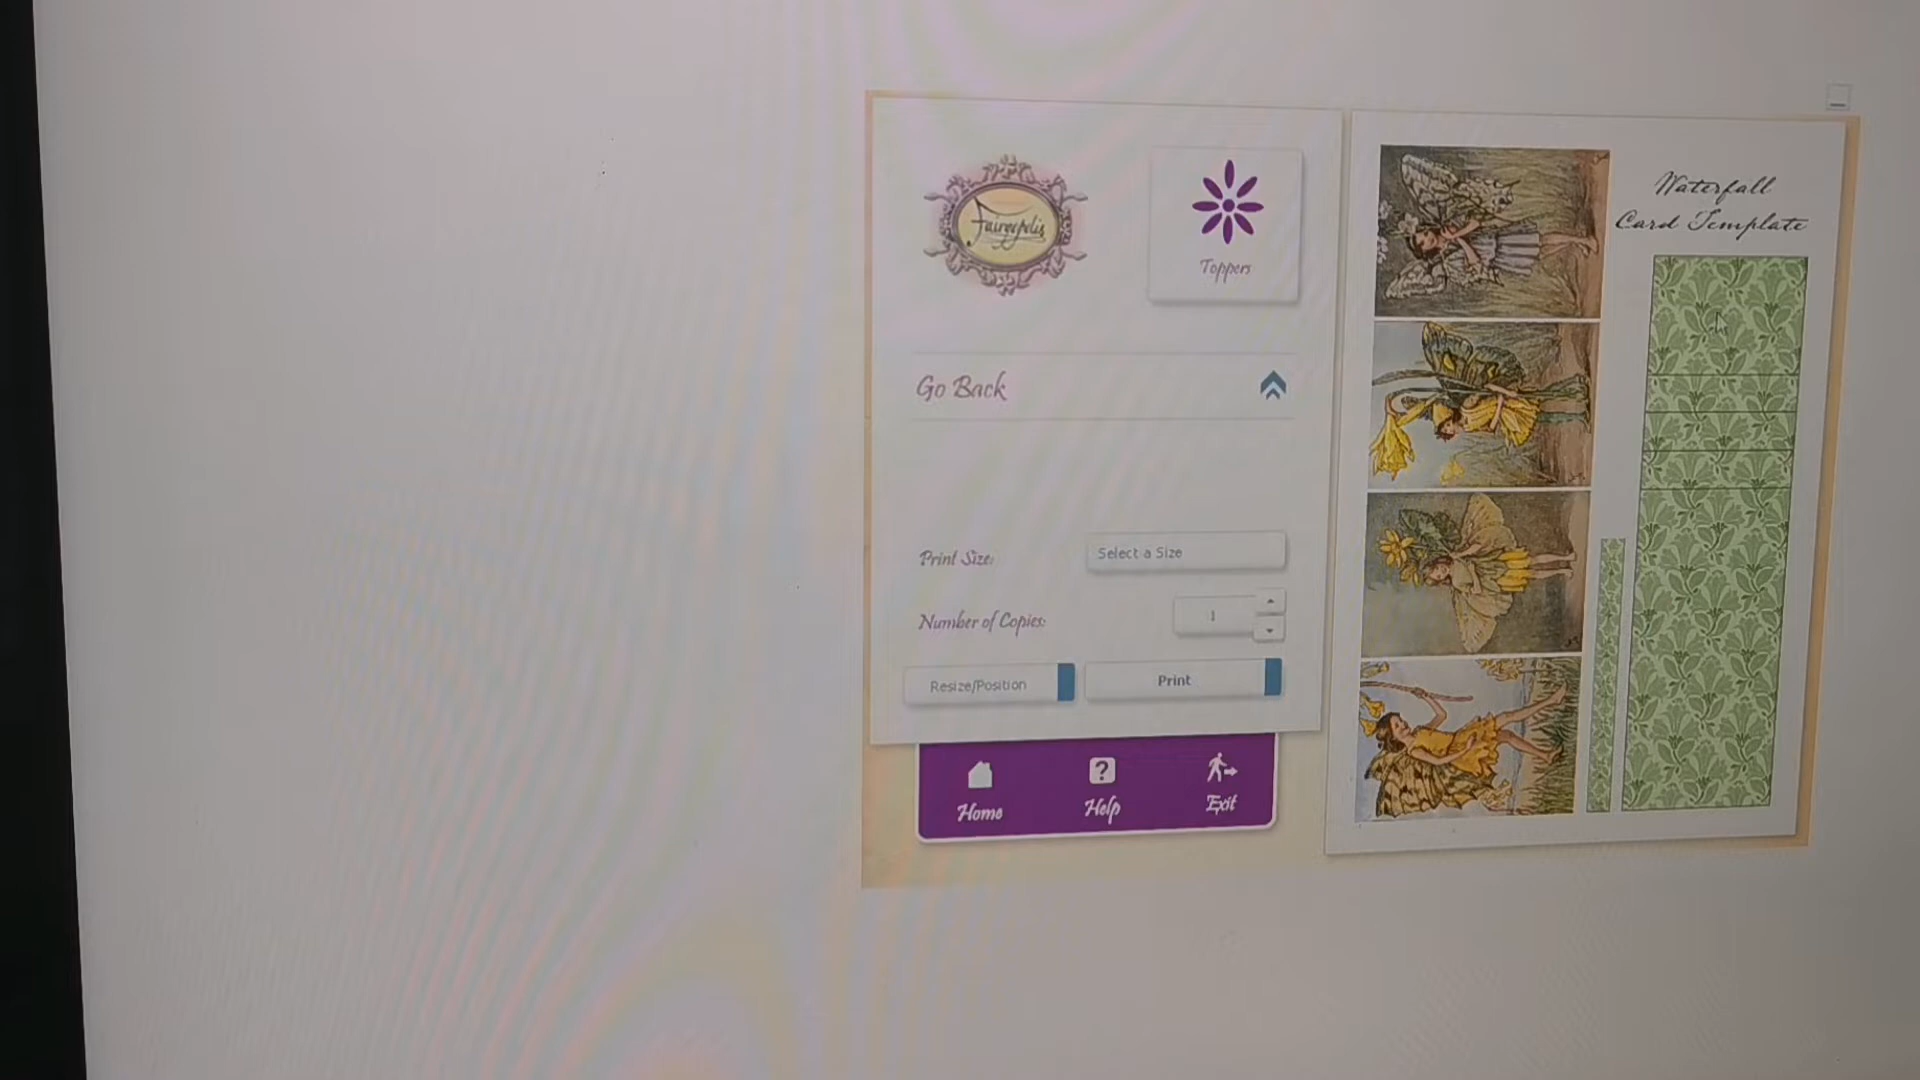 Fairyopolis
Toppers
Go Back
Print Size:
Select a Size
Number of Copies:
1
Resize/Position
Print
Home
Help
Exit
Waterfall
Card Template